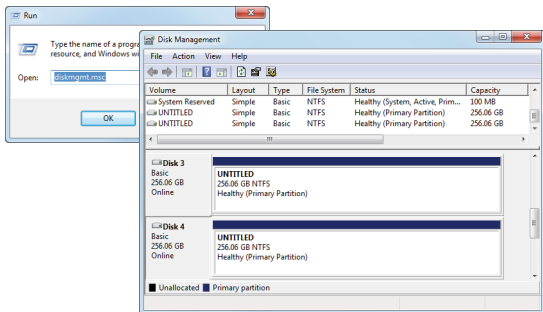 Run
Type the name of a progra
resource, and Windows wi
Open: diskmgmt.msc
OK
Disk Management
File Action View Help
Volume Layout Type File System Status Capacity
System Reserved Simple Basic NTFS Healthy (System, Active, Prim... 100 MB
UNTITLED Simple Basic NTFS Healthy (Primary Partition) 256.06 GB
UNTITLED Simple Basic NTFS Healthy (Primary Partition) 256.06 GB
Disk 3
Basic
256.06 GB
Online
UNTITLED
256.06 GB NTFS
Healthy (Primary Partition)
Disk 4
Basic
256.06 GB
Online
UNTITLED
256.06 GB NTFS
Healthy (Primary Partition)
Unallocated Primary partition